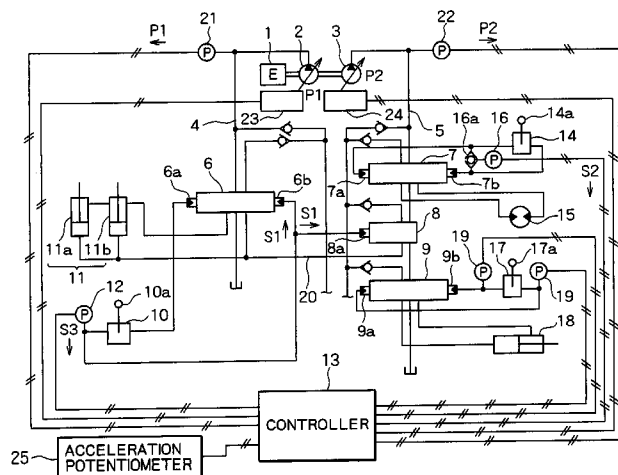 21
22
P1
P2
1
2
3
E
P
P
P1
P2
23
24
4
5
14a
16a
16
14
P
7
6
6a
6b
7a
7b
S2
15
11a
11b
S1
S1
8
8a
11
9
9b
19
17
17a
P
P
19
12
10a
P
20
9a
10
S3
18
13
CONTROLLER
25
ACCELERATION
POTENTIOMETER